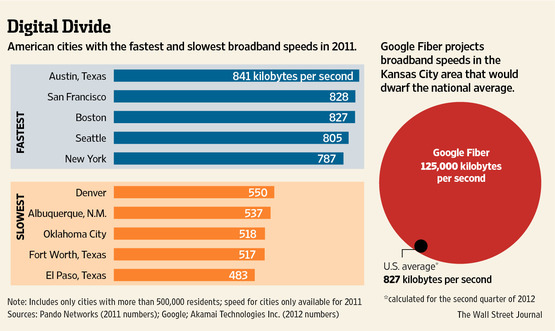 Digital Divide
American cities with the fastest and slowest broadband speeds in 2011.
FASTEST
Austin, Texas 841 kilobytes per second
San Francisco 828
Boston 827
Seattle 805
New York 787
SLOWEST
Denver 550
Albuquerque, N.M. 537
Oklahoma City 518
Fort Worth, Texas 517
El Paso, Texas 483
Google Fiber projects
broadband speeds in the
Kansas City area that would
dwarf the national average.
Google Fiber
125,000 kilobytes
per second
U.S. average*
827 kilobytes per second
*calculated for the second quarter of 2012
Note: Includes only cities with more than 500,000 residents; speed for cities only available for 2011
Sources: Pando Networks (2011 numbers); Google; Akamai Technologies Inc. (2012 numbers)
The Wall Street Journal